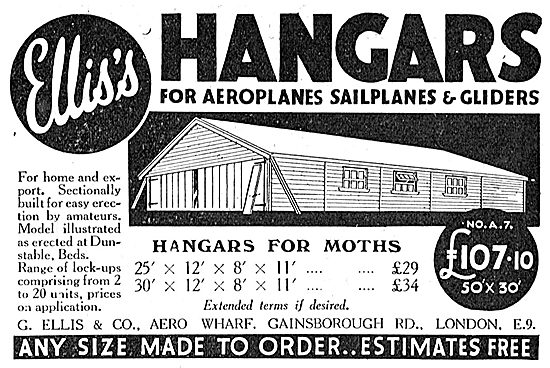 Ellis's
HANGARS
FOR AEROPLANES SAILPLANES & GLIDERS
For home and ex-
port. Sectionally
built for easy erec-
tion by amateurs.
Model illustrated
as erected at Dun-
stable, Beds.
Range of lock-ups
comprising from 2
to 20 units, prices
on application.
HANGARS FOR MOTHS
25' × 12' × 8' × 11' .... .... £29
30' × 12' × 8' × 11' .... .... £34
Extended terms if desired.
NO. A. 7.
£107·10
50' X 30'
G. ELLIS & CO., AERO WHARF, GAINSBOROUGH RD., LONDON, E.9.
ANY SIZE MADE TO ORDER..ESTIMATES FREE